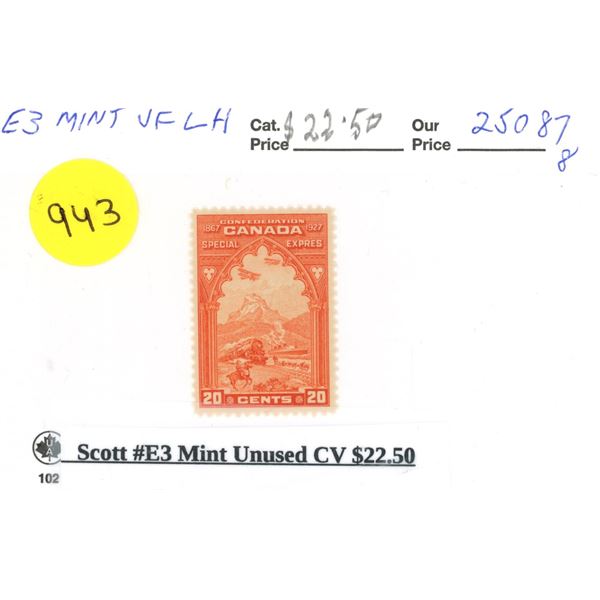 E3 MINT VF LH
Cat. Price $22.50
Our Price 25087
8
943
CONFEDERATION
1867 CANADA 1927
SPECIAL EXPRES
20 CENTS 20
Scott #E3 Mint Unused CV $22.50
102